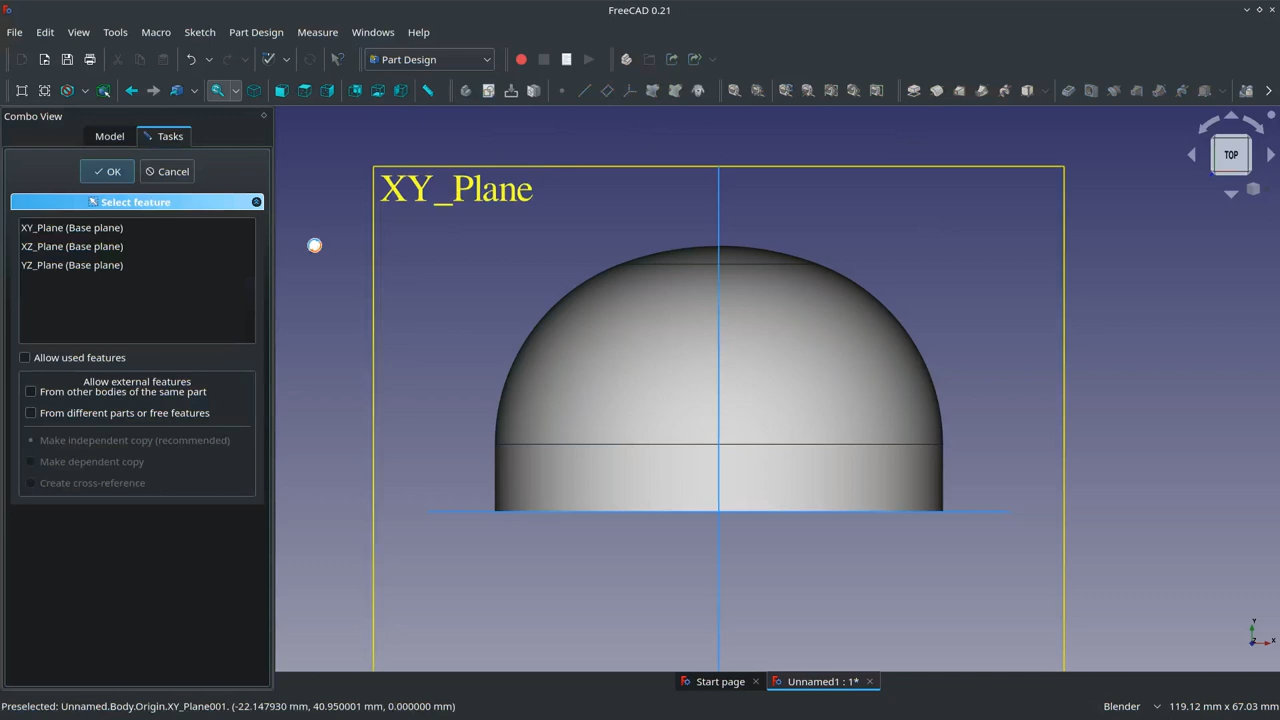 FreeCAD 0.21
File Edit View Tools Macro Sketch Part Design Measure Windows Help
Part Design
Combo View
Model Tasks
OK Cancel
Select feature
XY_Plane (Base plane)
XZ_Plane (Base plane)
YZ_Plane (Base plane)
Allow used features
Allow external features
From other bodies of the same part
From different parts or free features
Make independent copy (recommended)
Make dependent copy
Create cross-reference
XY_Plane
TOP
Y
Z X
Start page Unnamed1 : 1*
Preselected: Unnamed.Body.Origin.XY_Plane001. (-22.147930 mm, 40.950001 mm, 0.000000 mm) Blender 119.12 mm x 67.03 mm